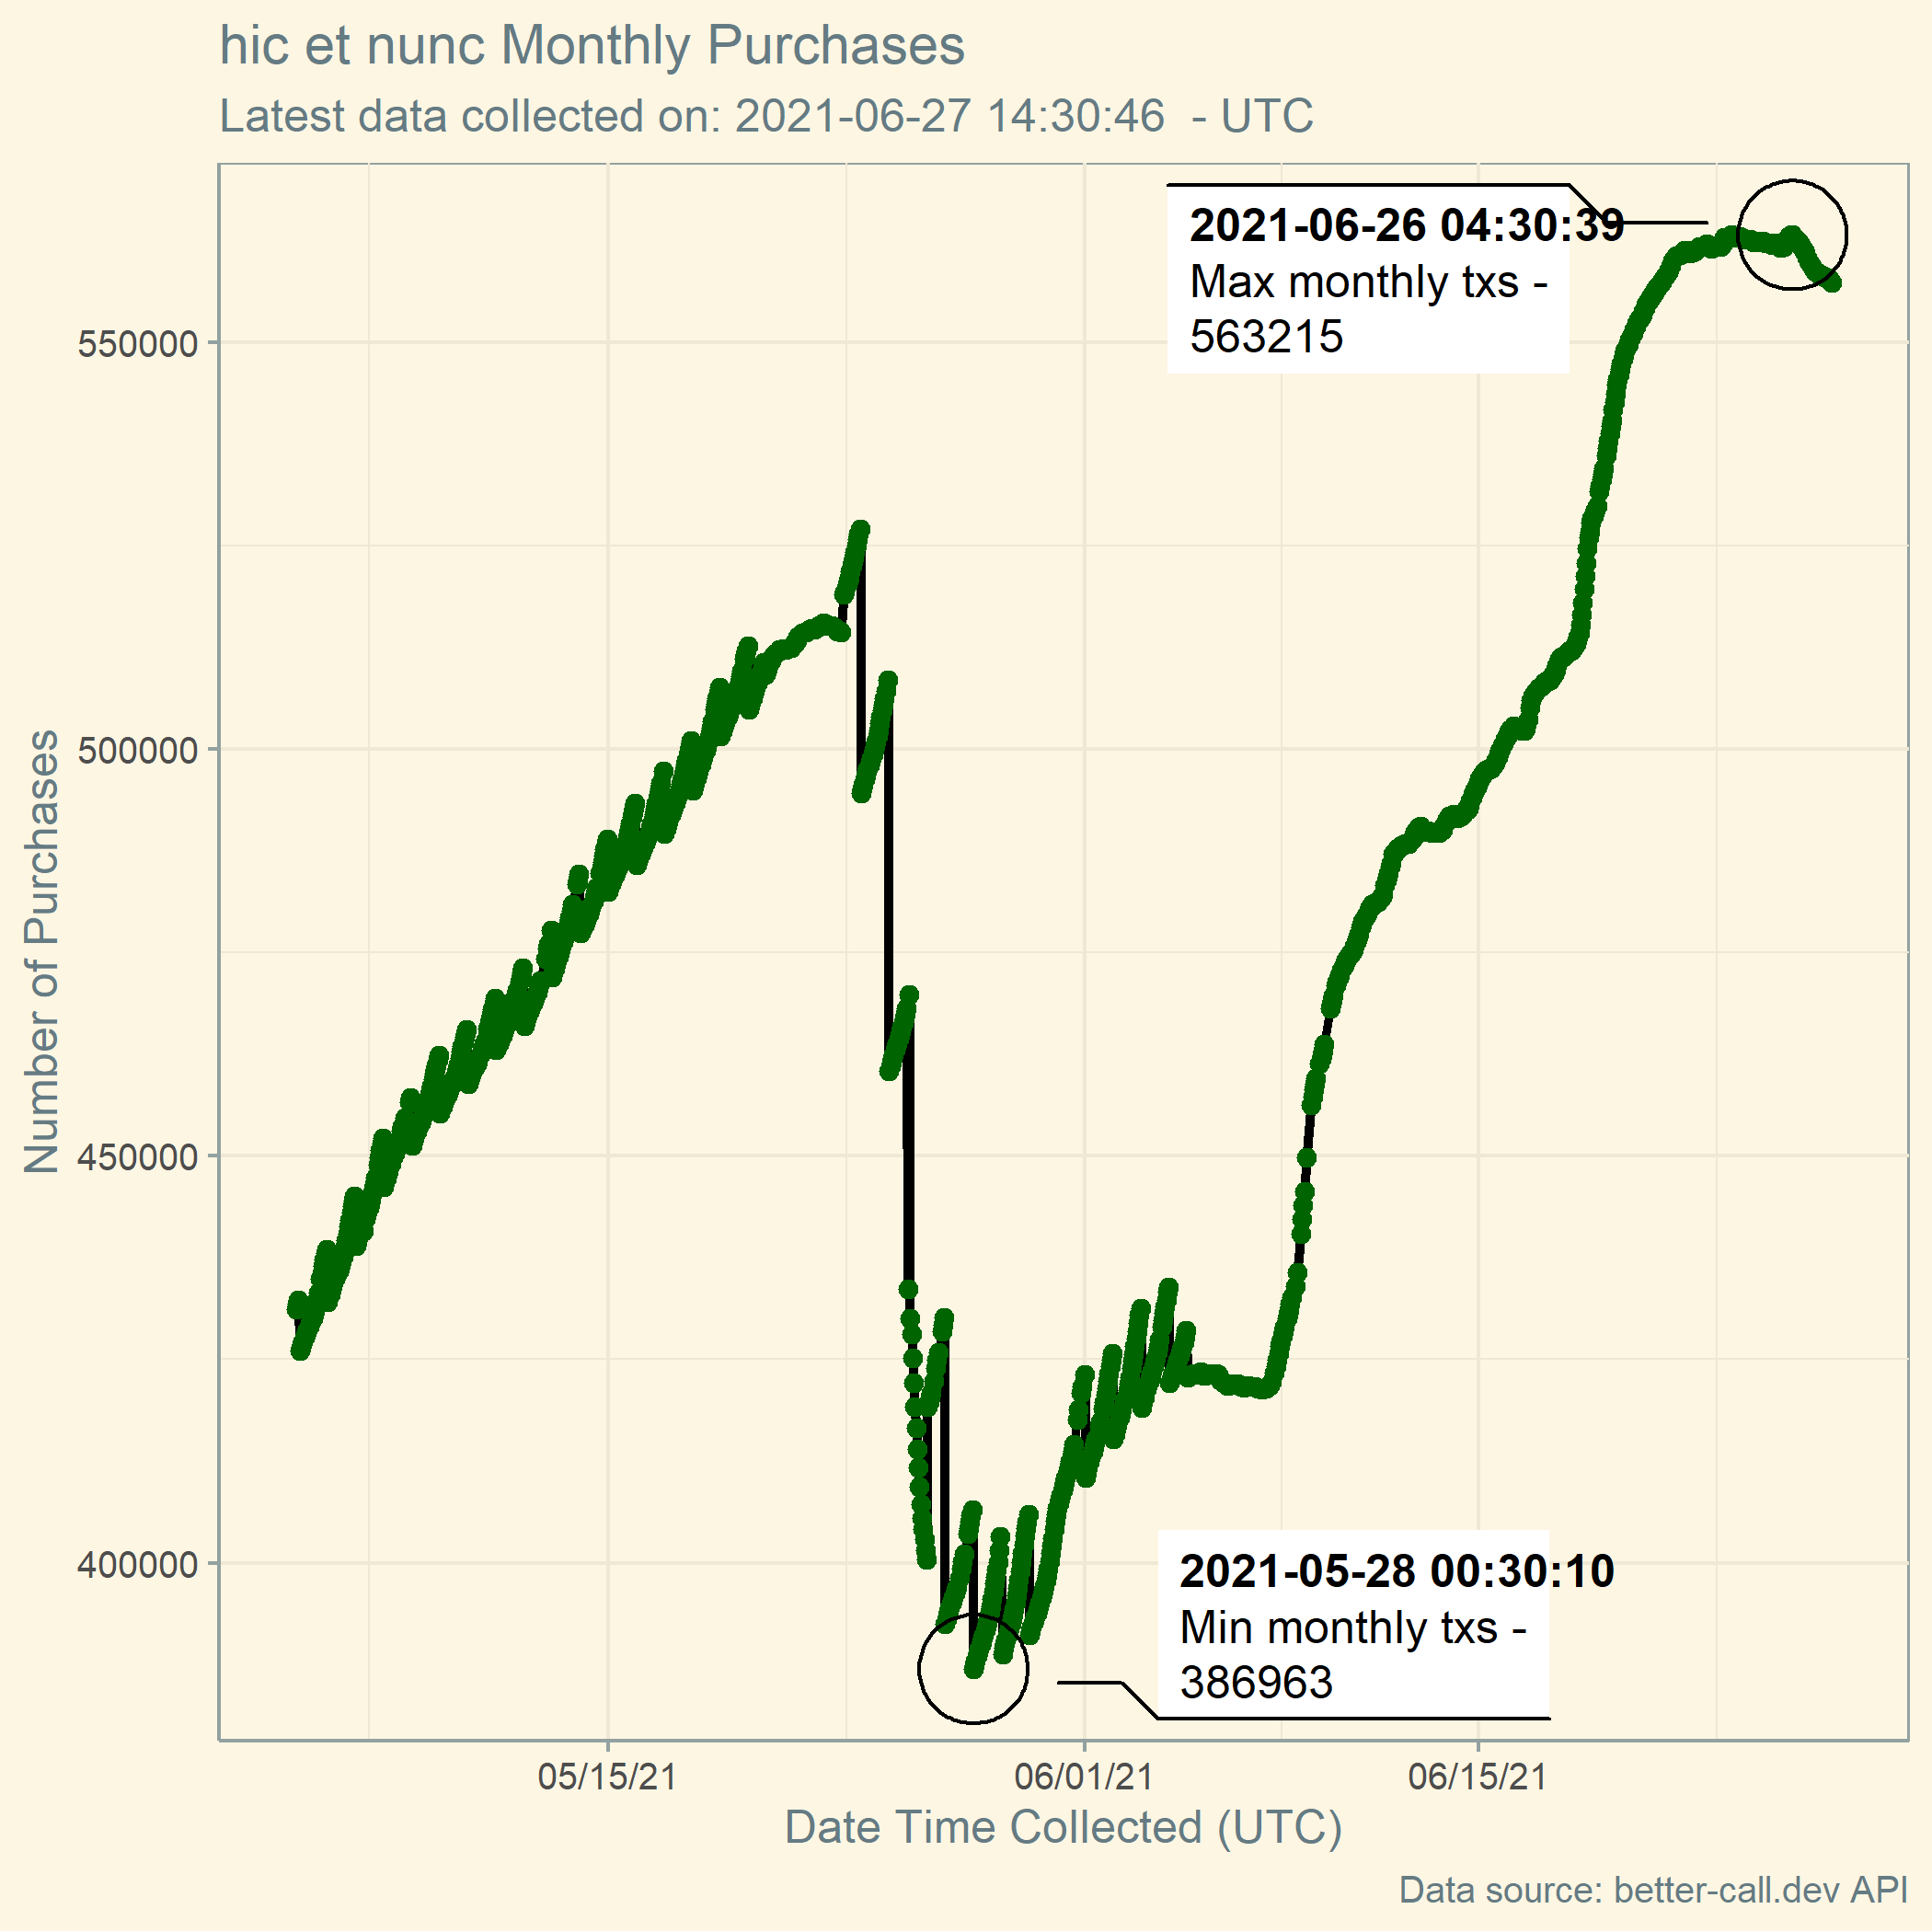 hic et nunc Monthly Purchases
Latest data collected on: 2021-06-27 14:30:46  - UTC
2021-06-26 04:30:39
Max monthly txs -
563215
550000
500000
450000
400000
Number of Purchases
2021-05-28 00:30:10
Min monthly txs -
386963
05/15/21
06/01/21
06/15/21
Date Time Collected (UTC)
Data source: better-call.dev API